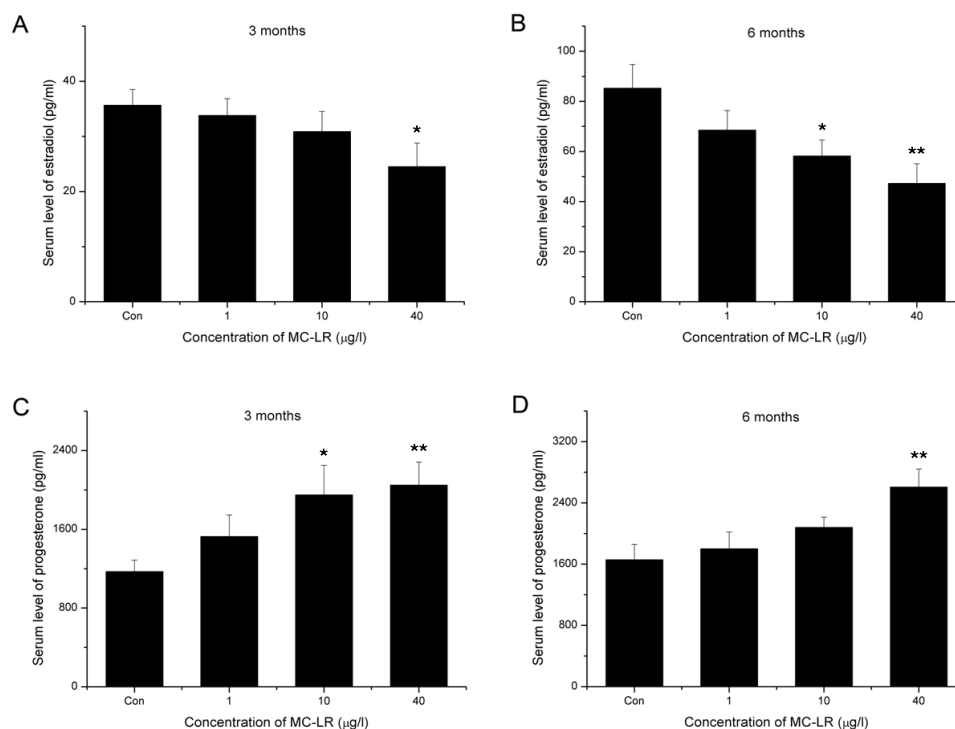 A
3 months
Serum level of estradiol (pg/ml)
40
20
0
*
Con 1 10 40
Concentration of MC-LR (μg/l)
B
6 months
Serum level of estradiol (pg/ml)
100
80
60
40
20
0
*
**
Con 1 10 40
Concentration of MC-LR (μg/l)
C
3 months
Serum level of progesterone (pg/ml)
2400
1600
800
0
*
**
Con 1 10 40
Concentration of MC-LR (μg/l)
D
6 months
Serum level of progesterone (pg/ml)
3200
2400
1600
800
0
**
Con 1 10 40
Concentration of MC-LR (μg/l)